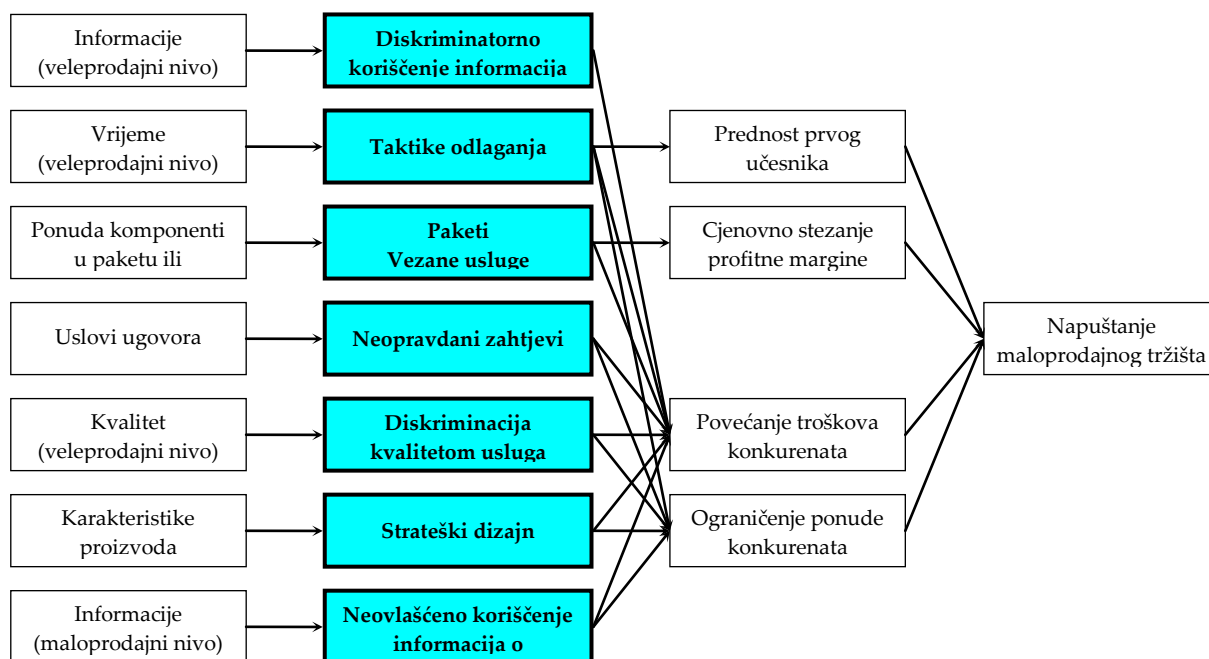 Informacije
(veleprodajni nivo)
Diskriminatorno
koriščenje informacija
Vrijeme
(veleprodajni nivo)
Taktike odlaganja
Prednost prvog
učesnika
Ponuda komponenti
u paketu ili
Paketi
Vezane usluge
Cjenovno stezanje
profitne margine
Uslovi ugovora
Neopravdani zahtjevi
Napuštanje
maloprodajnog tržišta
Kvalitet
(veleprodajni nivo)
Diskriminacija
kvalitetom usluga
Povećanje troškova
konkurenata
Karakteristike
proizvoda
Strateški dizajn
Ograničenje ponude
konkurenata
Informacije
(maloprodajni nivo)
Neovlašćeno koriščenje
informacija o